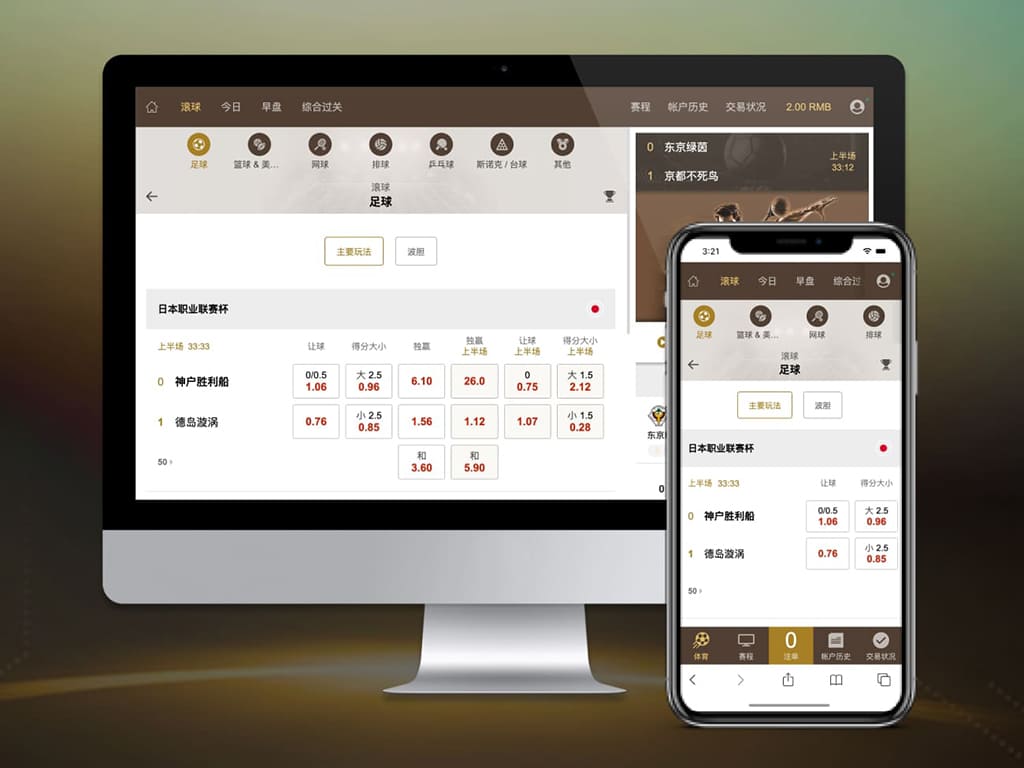 滚球 今日 早盘 综合过关 赛程 帐户历史 交易状况 2.00 RMB
足球 篮球 & 美... 网球 排球 乒乓球 斯诺克 / 台球 其他
滚球
足球
主要玩法 波胆
日本职业联赛杯
上半场 33:33 让球 得分大小 独赢 独赢 上半场 让球 上半场 得分大小 上半场
0 神户胜利船 0/0.5 1.06 大 2.5 0.96 6.10 26.0 0 0.75 大 1.5 2.12
1 德岛漩涡 0.76 小 2.5 0.85 1.56 1.12 1.07 小 1.5 0.28
50 和 3.60 和 5.90
0 东京绿茵
1 京都不死鸟
上半场
33:12
东京
0
3:21
滚球 今日 早盘 综合过
足球 篮球 & 美... 网球 排球
滚球
足球
主要玩法 波胆
日本职业联赛杯
上半场 33:33 让球 得分大小
0 神户胜利船 0/0.5 1.06 大 2.5 0.96
1 德岛漩涡 0.76 小 2.5 0.85
50
体育 赛程 0 注单 帐户历史 交易状况